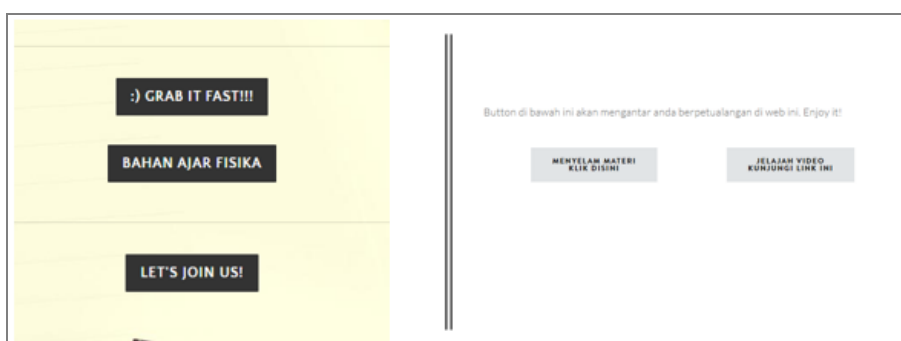 :) GRAB IT FAST!!!
BAHAN AJAR FISIKA
LET'S JOIN US!
Button di bawah ini akan mengantar anda berpetualangan di web ini. Enjoy it!
MENYELAM MATERI
KLIK DISINI
JELAJAH VIDEO
KUNJUNGI LINK INI